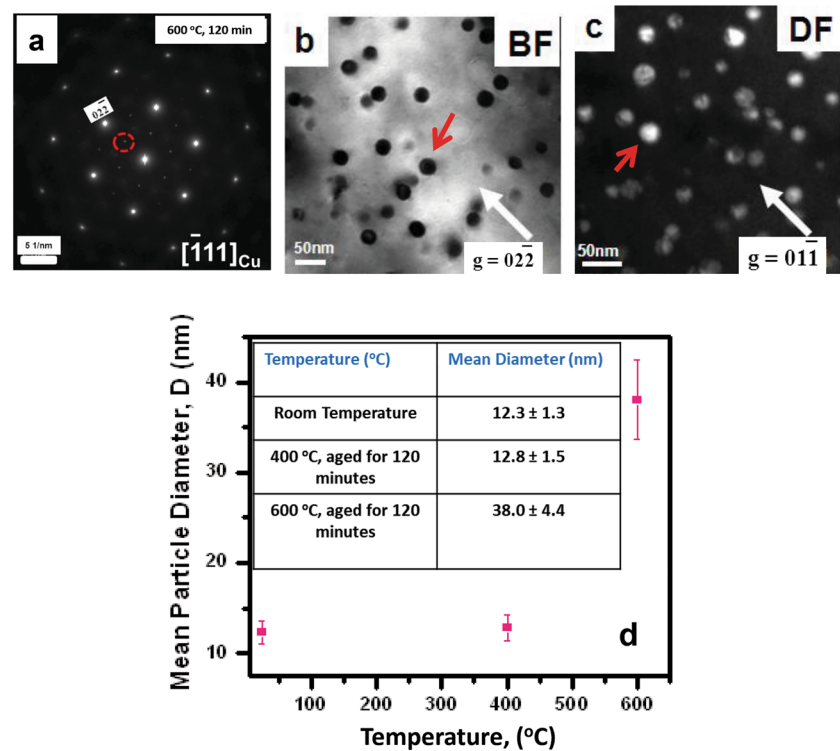 a
600 °C, 120 min
022̅
5 1/nm
[1̅11]Cu
b
BF
50nm
g = 022̅
c
DF
50nm
g = 011̅
Mean Particle Diameter, D (nm)
40
30
20
10
Temperature (°C)
Mean Diameter (nm)
Room Temperature
12.3 ± 1.3
400 °C, aged for 120
minutes
12.8 ± 1.5
600 °C, aged for 120
minutes
38.0 ± 4.4
d
100
200
300
400
500
600
Temperature, (°C)